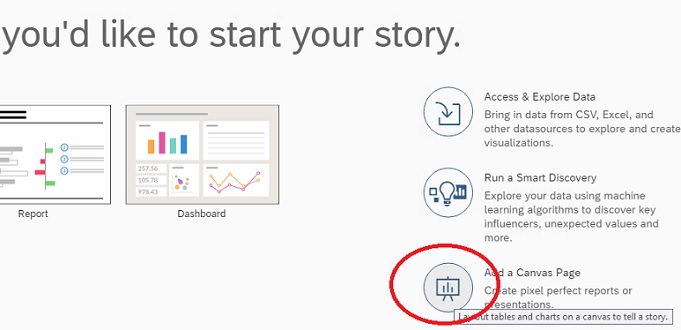 you'd like to start your story.
Access & Explore Data
Bring in data from CSV, Excel, and
other datasources to explore and create
visualizations.
257.56
105.78
978.43
Report
Dashboard
Run a Smart Discovery
Explore your data using machine
learning algorithms to discover key
influencers, unexpected values and
more.
Add a Canvas Page
Create pixel perfect reports or
presentations.
Layout tables and charts on a canvas to tell a story.